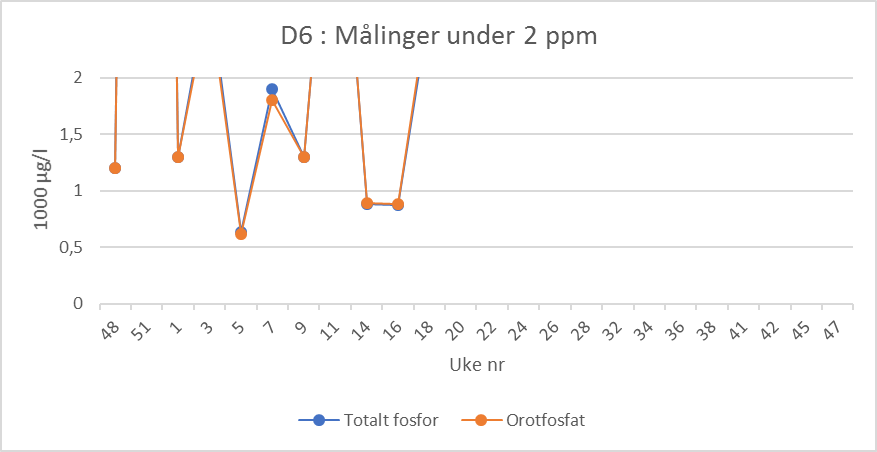 D6 : Målinger under 2 ppm
2
1,5
1
0,5
0
1000 µg/l
48 51 1 3 5 7 9 11 14 16 18 20 22 24 26 28 32 34 36 38 41 42 45 47
Uke nr
Totalt fosfor Orotfosfat